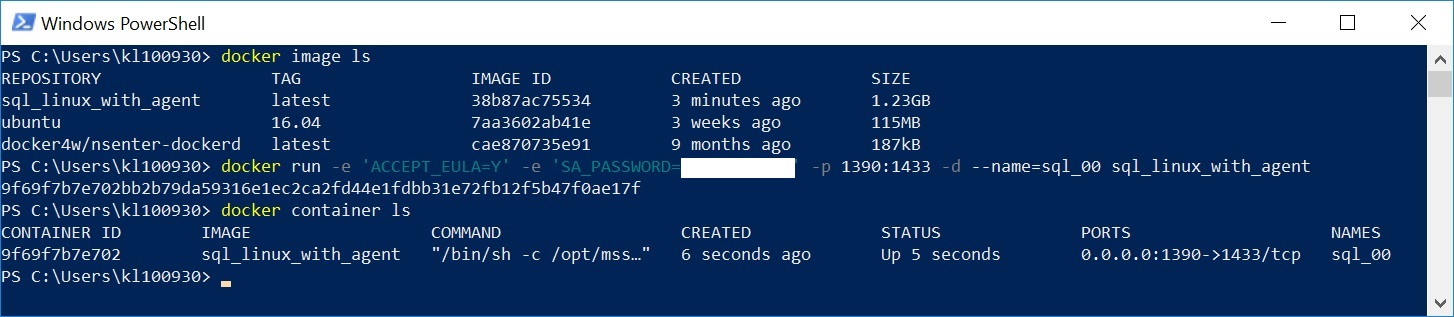 Windows PowerShell
PS C:\Users\kl100930> docker image ls
REPOSITORY TAG IMAGE ID CREATED SIZE
sql_linux_with_agent latest 38b87ac75534 3 minutes ago 1.23GB
ubuntu 16.04 7aa3602ab41e 3 weeks ago 115MB
docker4w/nsenter-dockerd latest cae870735e91 9 months ago 187kB
PS C:\Users\kl100930> docker run -e 'ACCEPT_EULA=Y' -e 'SA_PASSWORD= ' -p 1390:1433 -d --name=sql_00 sql_linux_with_agent
9f69f7b7e702bb2b79da59316e1ec2ca2fd44e1fdbb31e72fb12f5b47f0ae17f
PS C:\Users\kl100930> docker container ls
CONTAINER ID IMAGE COMMAND CREATED STATUS PORTS NAMES
9f69f7b7e702 sql_linux_with_agent "/bin/sh -c /opt/mss…" 6 seconds ago Up 5 seconds 0.0.0.0:1390->1433/tcp sql_00
PS C:\Users\kl100930>